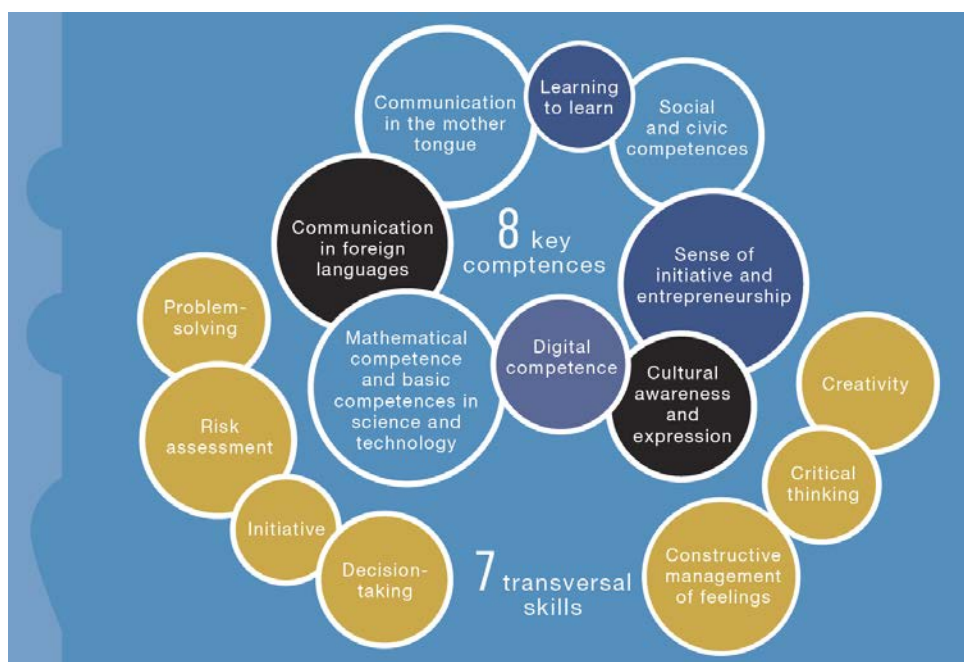 Communication
in the mother
tongue
Learning
to learn
Social
and civic
competences
Communication
in foreign
languages
8 key
comptences
Sense of
initiative and
entrepreneurship
Problem-
solving
Mathematical
competence
and basic
competences in
science and
technology
Digital
competence
Cultural
awareness
and
expression
Creativity
Risk
assessment
Critical
thinking
Initiative
Decision-
taking
7 transversal
skills
Constructive
management
of feelings